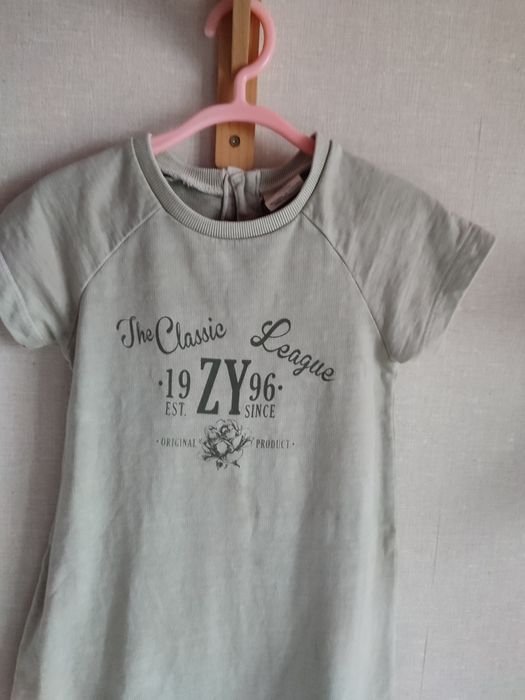 The Classic League
·19 ZY 96·
EST. SINCE
·ORIGINAL PRODUCT·